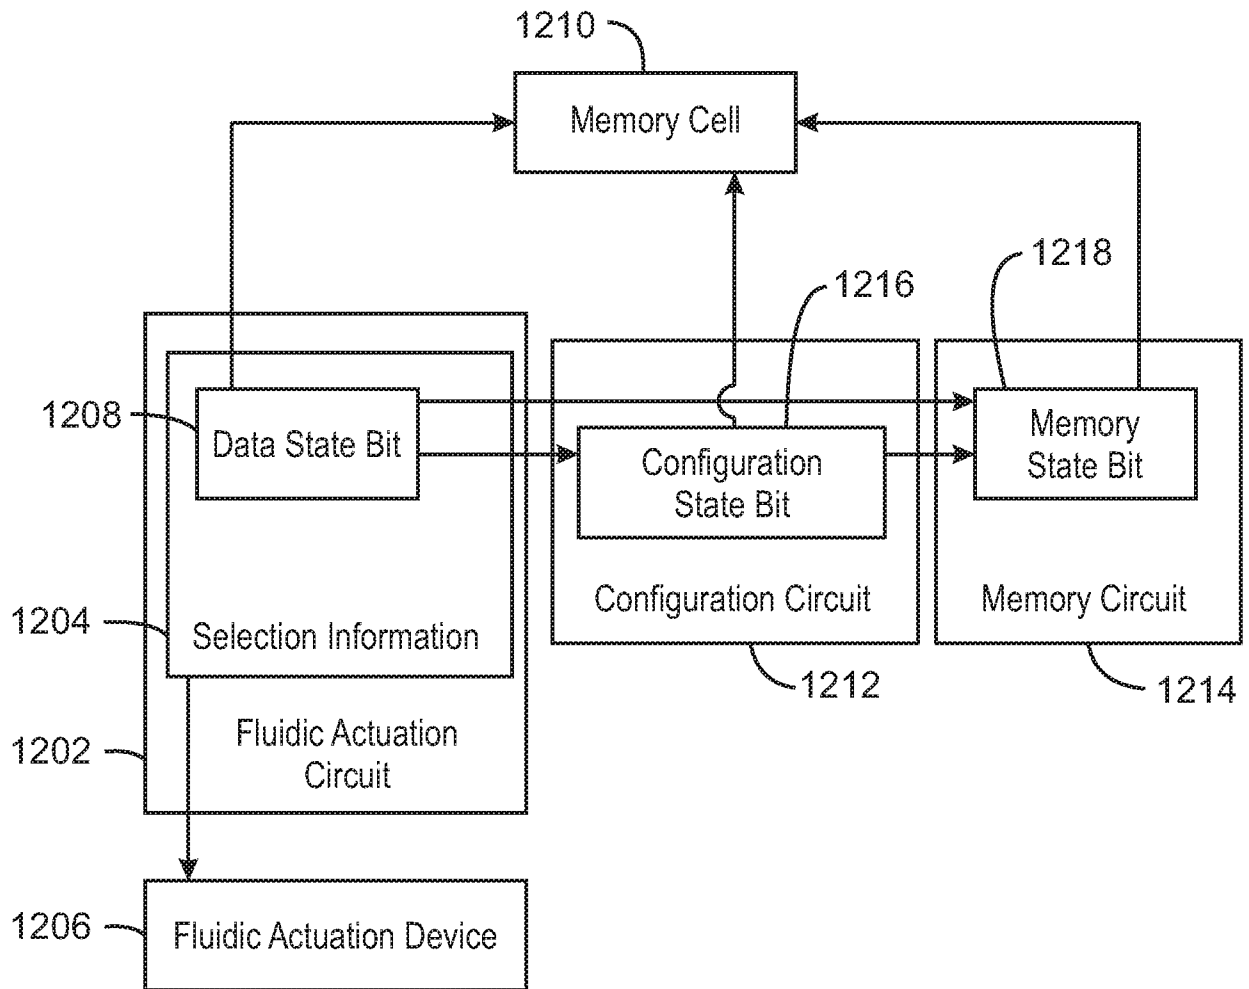 1210
Memory Cell
1218
1216
1208
Data State Bit
Configuration
State Bit
Memory
State Bit
1204
Selection Information
Configuration Circuit
Memory Circuit
1212
1214
1202
Fluidic Actuation
Circuit
1206
Fluidic Actuation Device